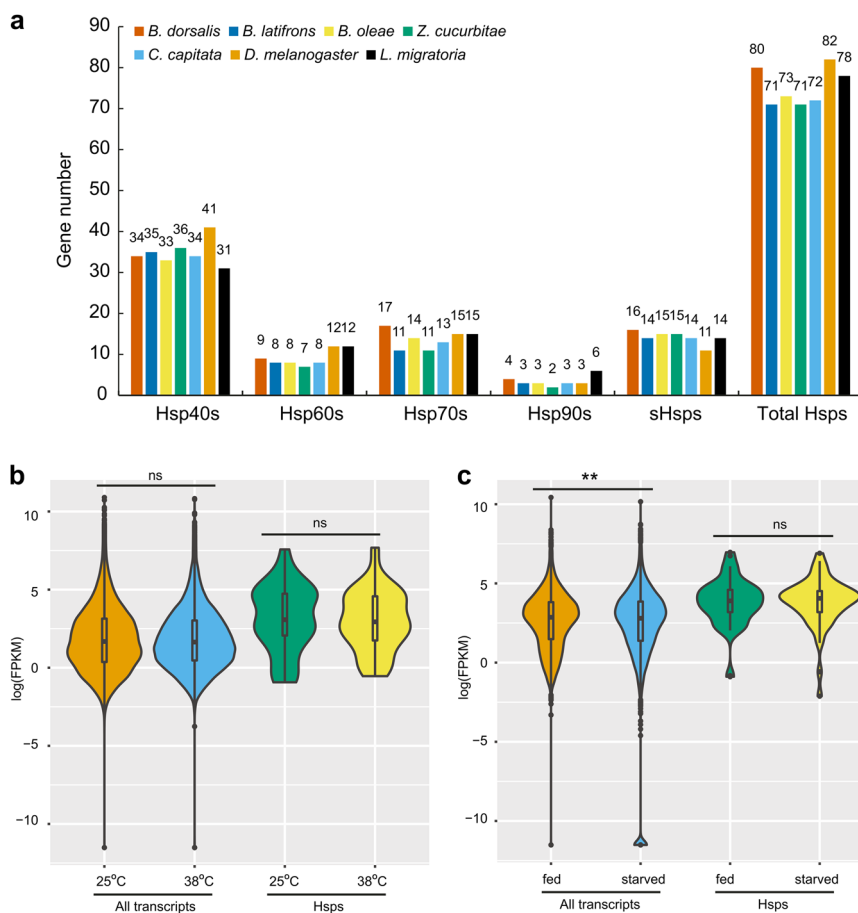 a
B. dorsalis B. latifrons B. oleae Z. cucurbitae
C. capitata D. melanogaster L. migratoria
Gene number
90
80
70
60
50
40
30
20
10
0
34 35 33 36 34 41 31
9 8 8 7 8 12 12
17 11 14 11 13 15 15
4 3 3 2 3 3 6
16 14 15 15 14 11 14
80 71 73 71 72 82 78
Hsp40s Hsp60s Hsp70s Hsp90s sHsps Total Hsps
b
log(FPKM)
10
5
0
−5
−10
ns
ns
25°C 38°C 25°C 38°C
All transcripts Hsps
c
log(FPKM)
10
5
0
−5
−10
**
ns
fed starved fed starved
All transcripts Hsps